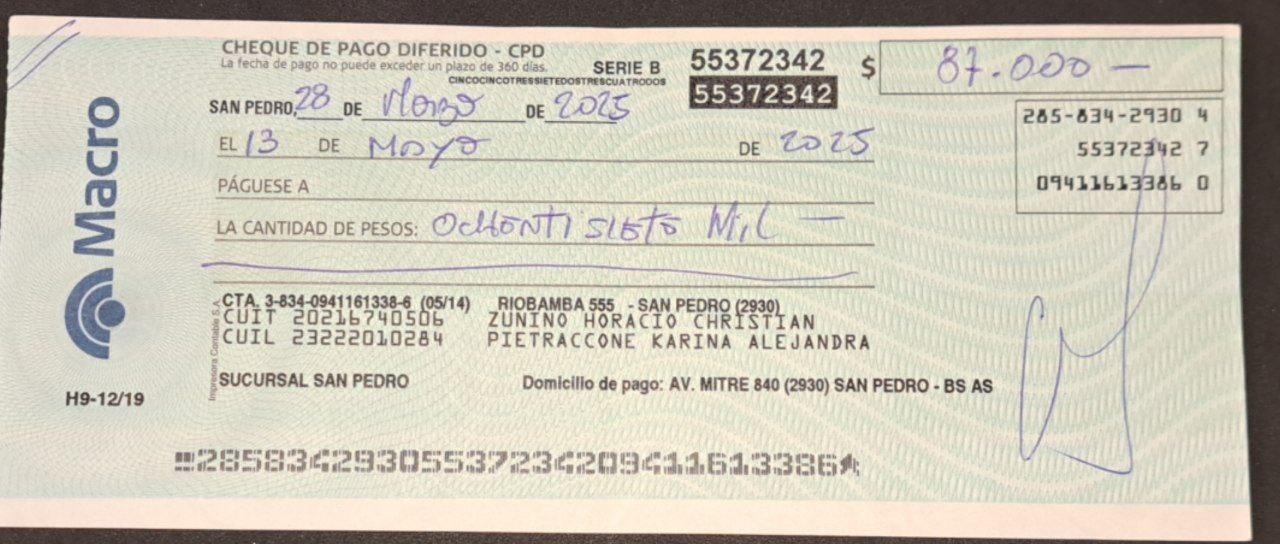 CHEQUE DE PAGO DIFERIDO - CPD
La fecha de pago no puede exceder un plazo de 360 días.
SERIE B 55372342
CINCOCINCOTRESSIETEDOSTRESCUATRODOS
55372342
$ 87.000 —
SAN PEDRO, 28 DE Marzo DE 2025
EL 13 DE Mayo DE 2025
285-834-2930 4
55372342 7
09411613386 0
PÁGUESE A
LA CANTIDAD DE PESOS: OcHENTI SIETE MiL —
CTA. 3-834-0941161338-6 (05/14) RIOBAMBA 555 - SAN PEDRO (2930)
CUIT 20216740506 ZUNINO HORACIO CHRISTIAN
CUIL 23222010284 PIETRACCONE KARINA ALEJANDRA
SUCURSAL SAN PEDRO Domicilio de pago: AV. MITRE 840 (2930) SAN PEDRO - BS AS
Macro
H9-12/19
Impresora Contable S.A.
28583429305537234209411613386